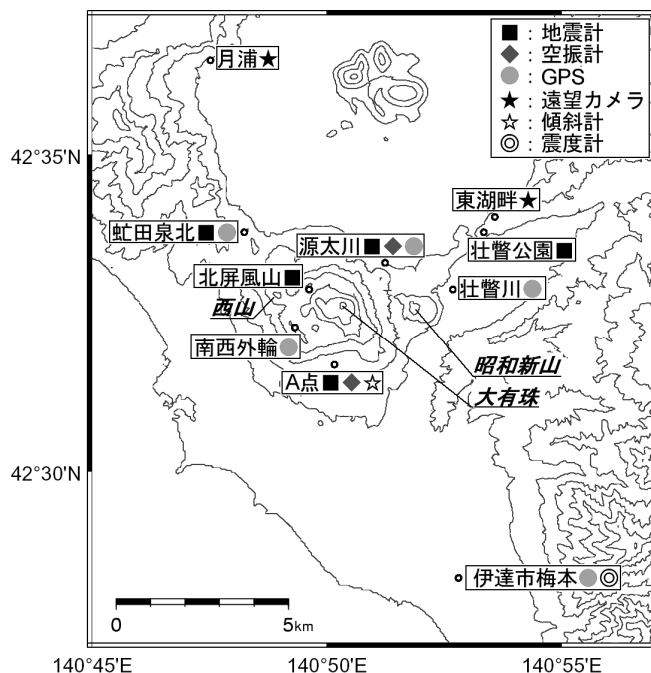 ■：地震計
◆：空振計
●：GPS
★：遠望カメラ
☆：傾斜計
◎：震度計
月浦★
42°35'N
東湖畔★
虻田泉北■●
源太川■◆●
壮瞥公園■
北屏風山■
壮瞥川●
西山
南西外輪●
昭和新山
A点■◆☆
大有珠
42°30'N
伊達市梅本●◎
0 5km
140°45'E 140°50'E 140°55'E